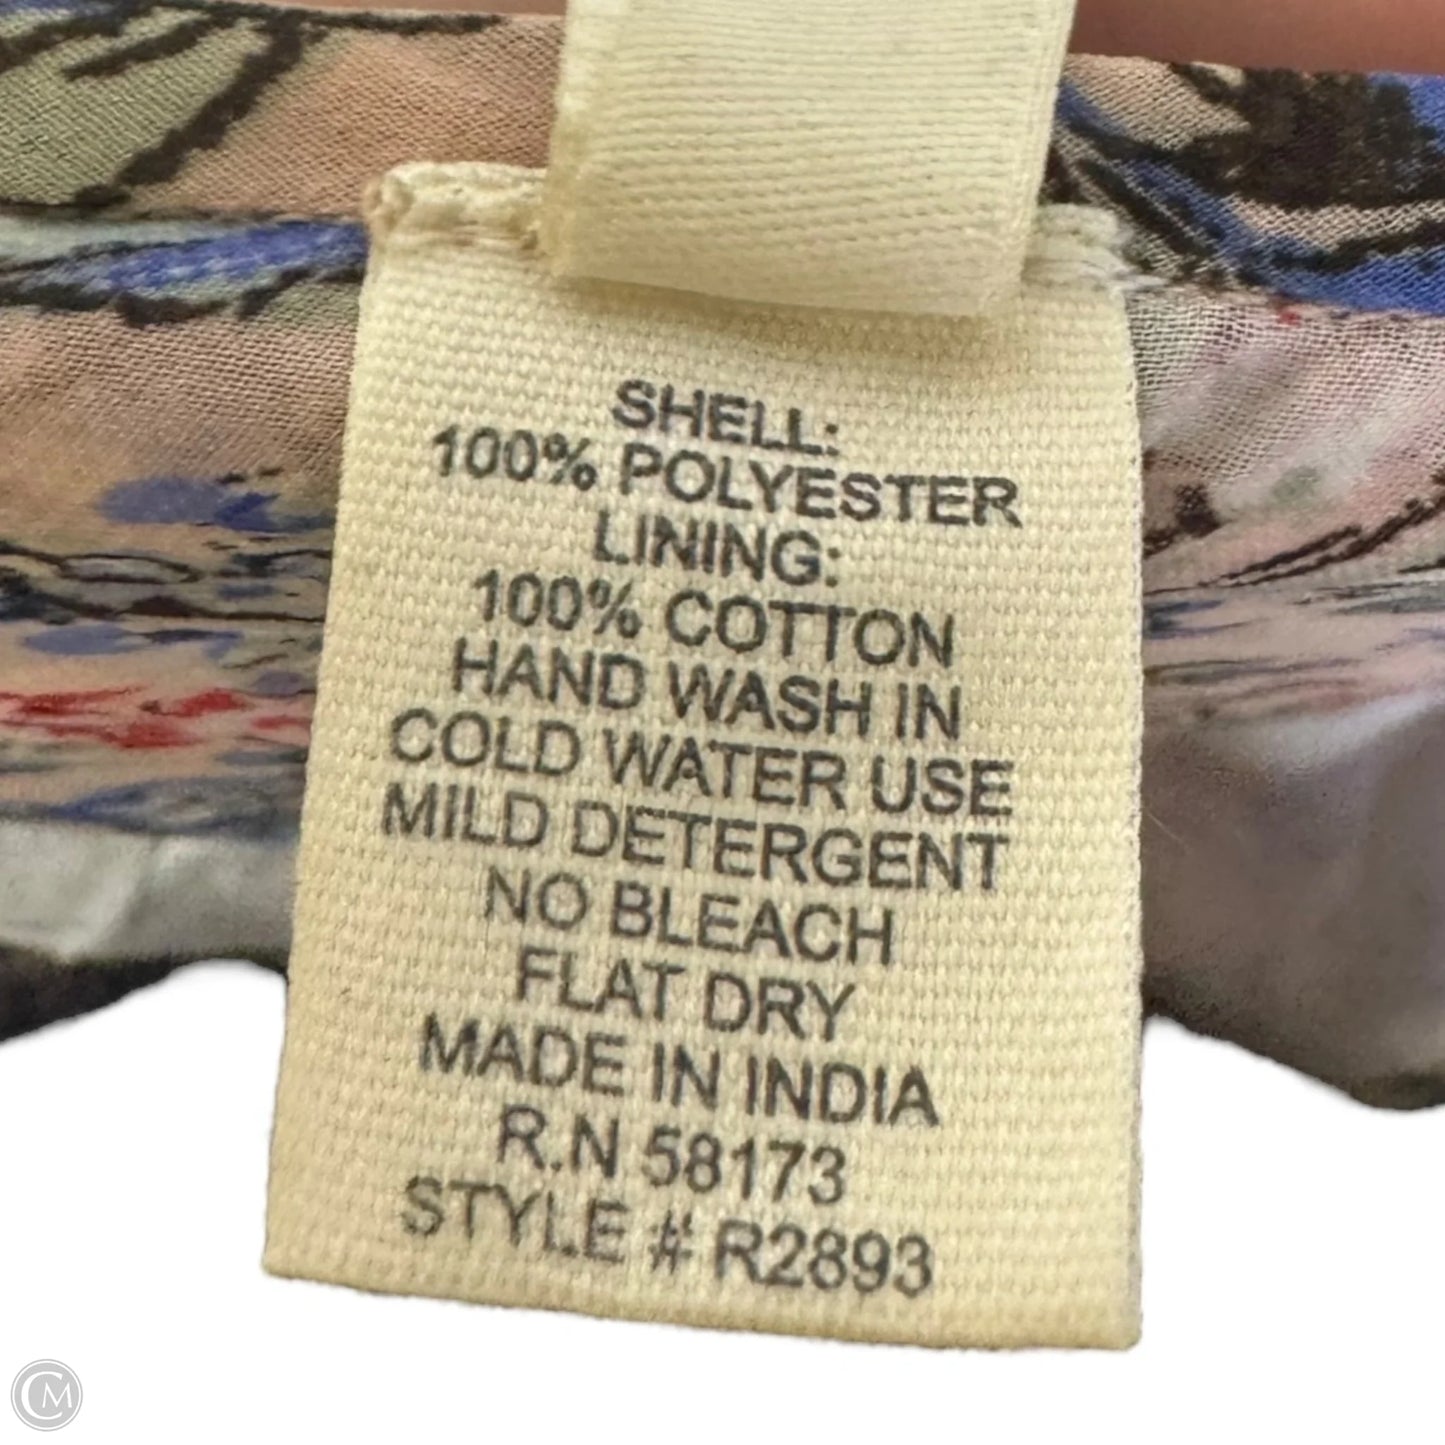 SHELL:
100% POLYESTER
LINING:
100% COTTON
HAND WASH IN
COLD WATER USE
MILD DETERGENT
NO BLEACH
FLAT DRY
MADE IN INDIA
R.N 58173
STYLE # R2893
CM